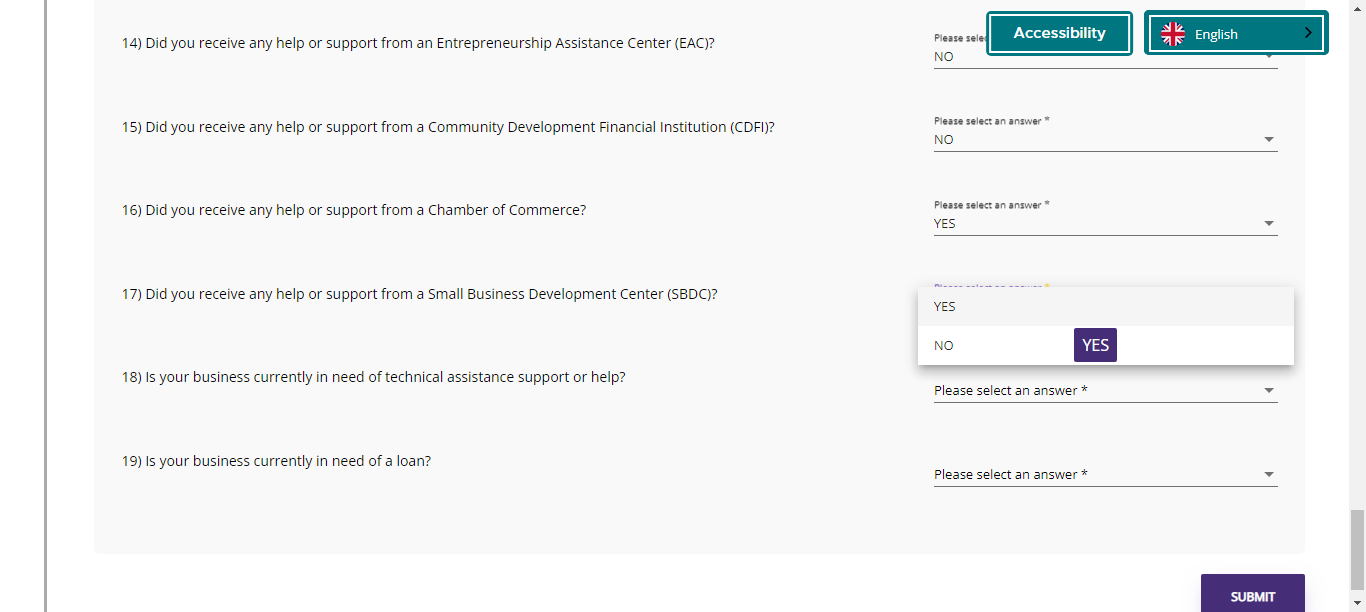 14) Did you receive any help or support from an Entrepreneurship Assistance Center (EAC)?
Please
NO
Accessibility
English
15) Did you receive any help or support from a Community Development Financial Institution (CDFI)?
Please select an answer *
NO
16) Did you receive any help or support from a Chamber of Commerce?
Please select an answer *
YES
17) Did you receive any help or support from a Small Business Development Center (SBDC)?
YES
NO
YES
18) Is your business currently in need of technical assistance support or help?
Please select an answer *
19) Is your business currently in need of a loan?
Please select an answer *
SUBMIT